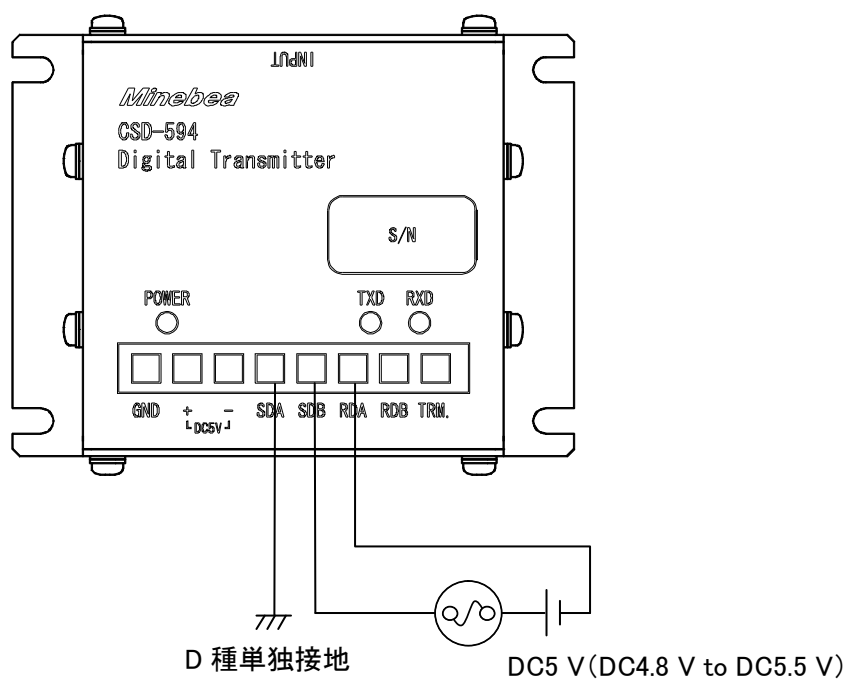 INPUT
Minebea
CSD-594
Digital Transmitter
S/N
POWER TXD RXD
GND + - SDA SDB RDA RDB TRM.
DC5V
D 種単独接地
DC5 V(DC4.8 V to DC5.5 V)